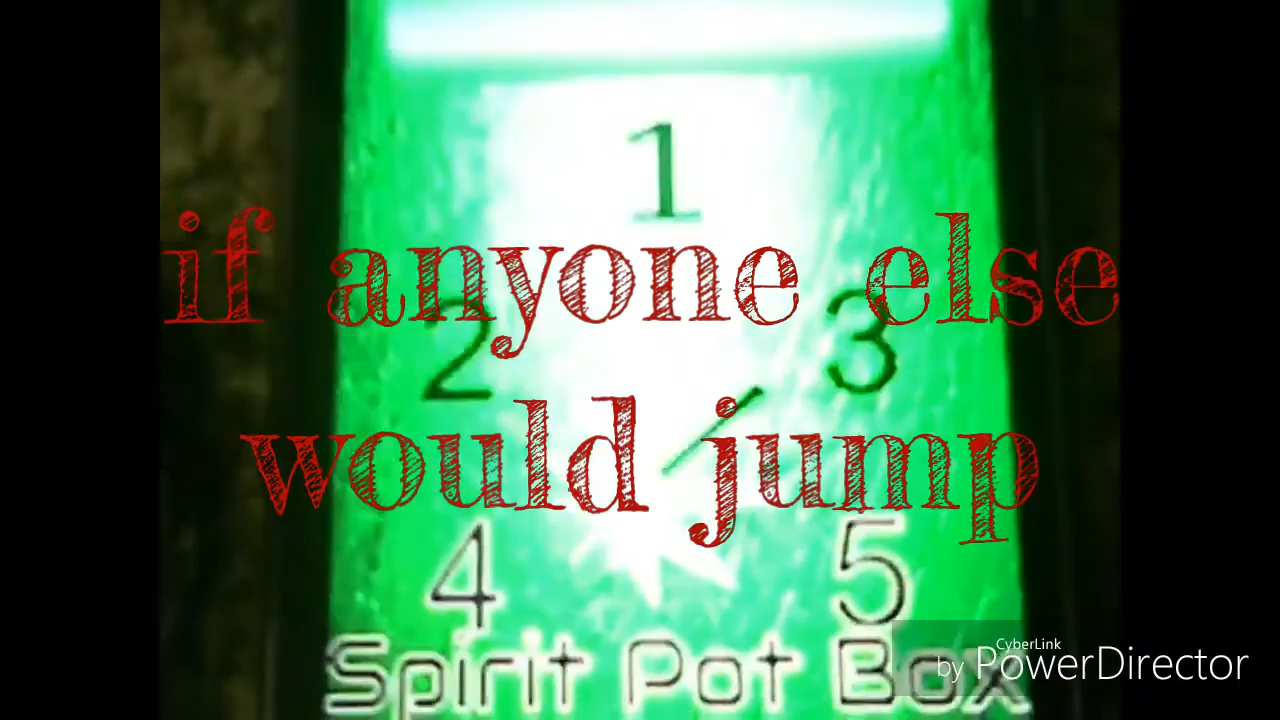 1
if anyone else
2 3
would jump
4 5
Spirit Pot Box
CyberLink
by PowerDirector